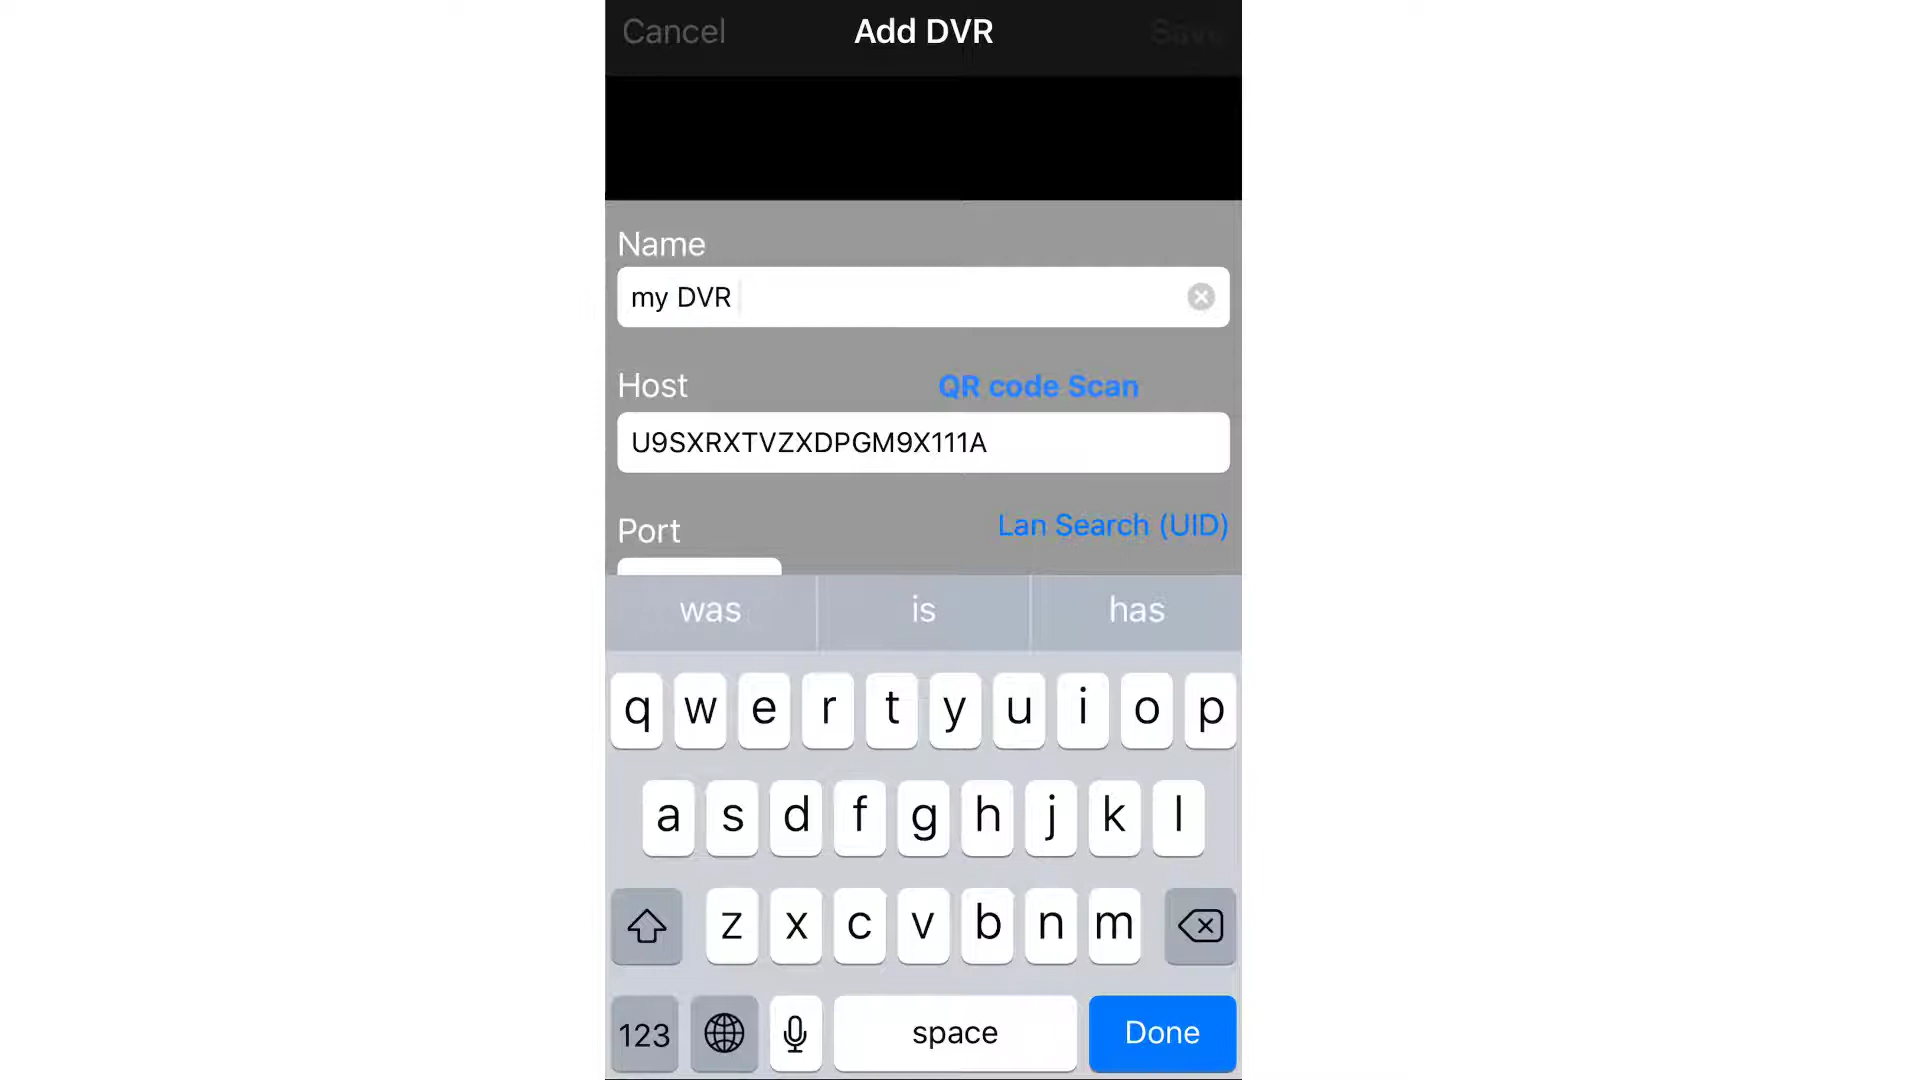 Cancel Add DVR Save
Name
my DVR
Host QR code Scan
U9SXRXTVZXDPGM9X111A
Port Lan Search (UID)
was is has
q w e r t y u i o p
a s d f g h j k l
z x c v b n m
123 space Done